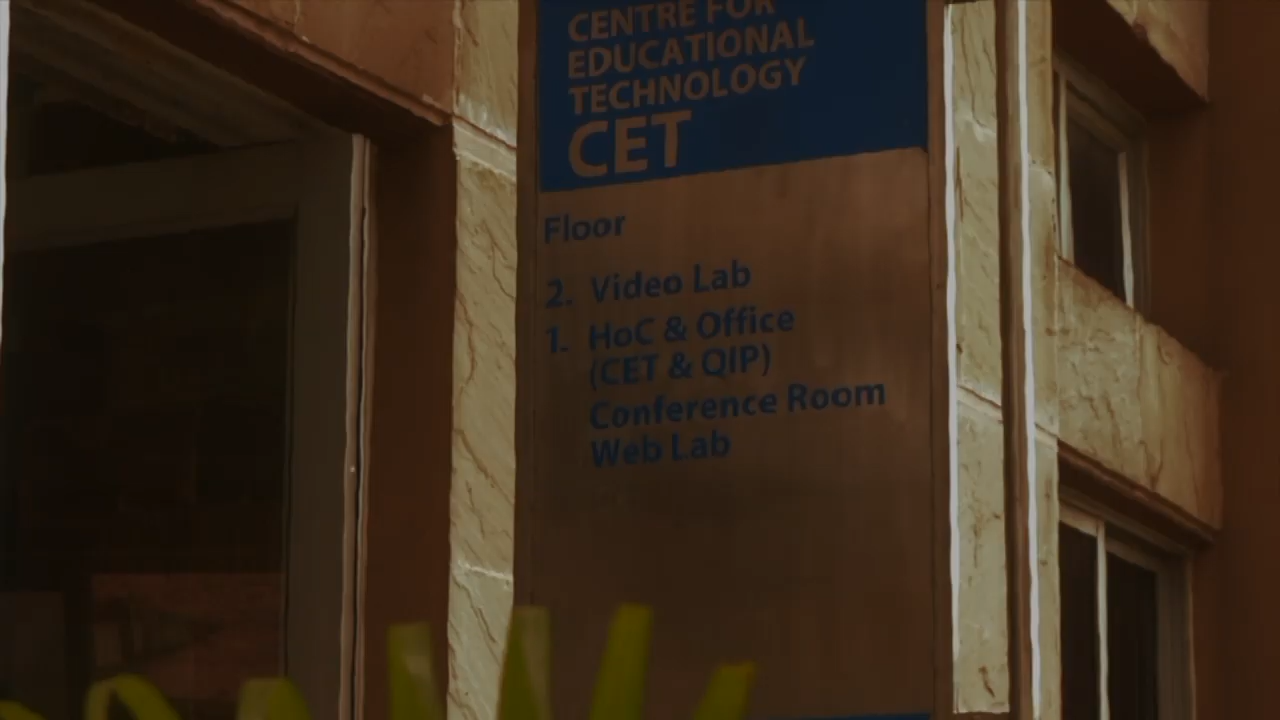 CENTRE FOR
EDUCATIONAL
TECHNOLOGY
CET
Floor
2. Video Lab
1. HoC & Office
(CET & QIP)
Conference Room
Web Lab